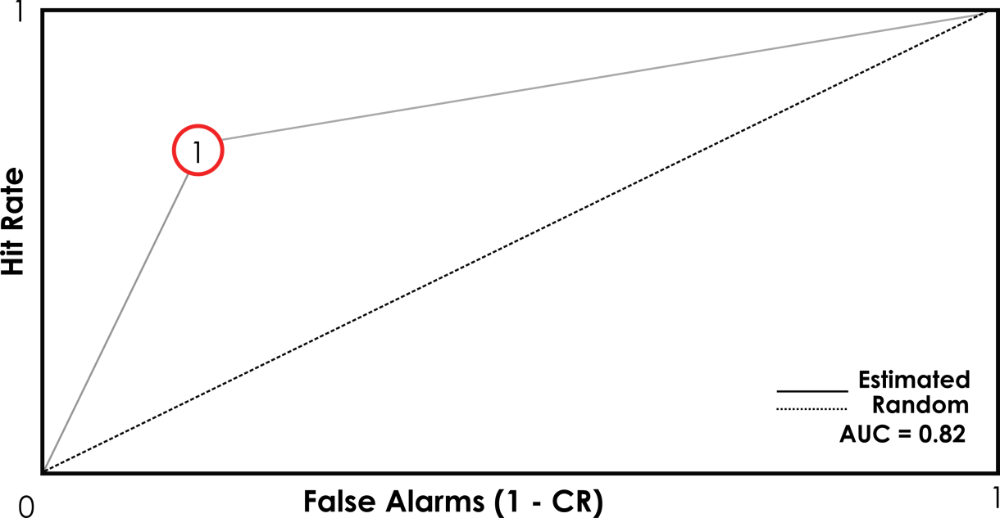 1
Hit Rate
1
Estimated
Random
AUC = 0.82
0
False Alarms (1 - CR)
1